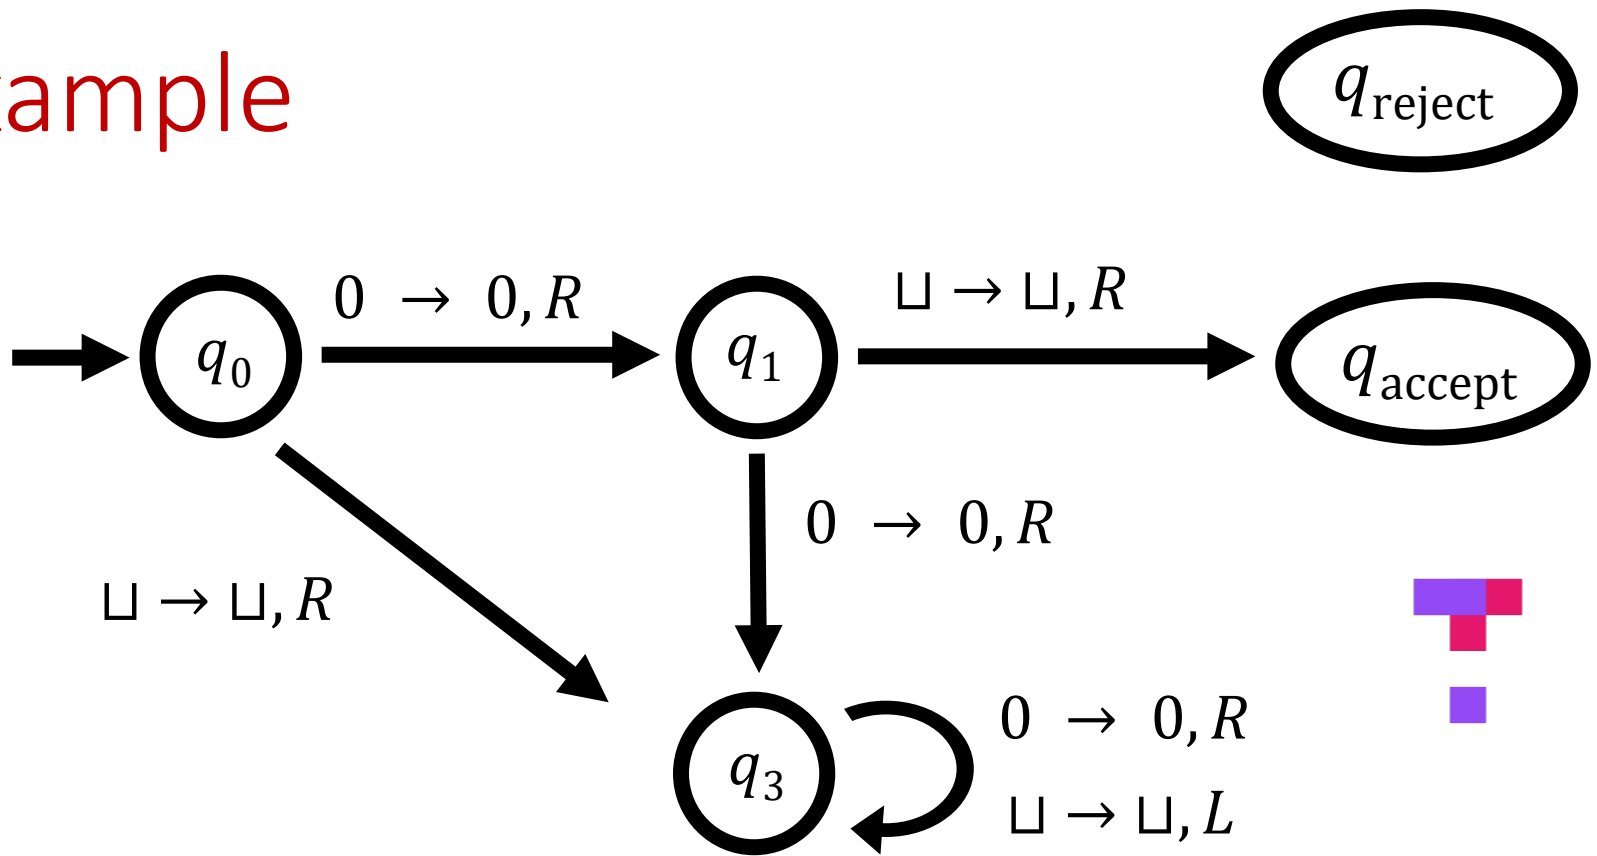 ample
q_reject
0 → 0, R
⊔ → ⊔, R
q_0
q_1
q_accept
0 → 0, R
⊔ → ⊔, R
q_3
0 → 0, R
⊔ → ⊔, L